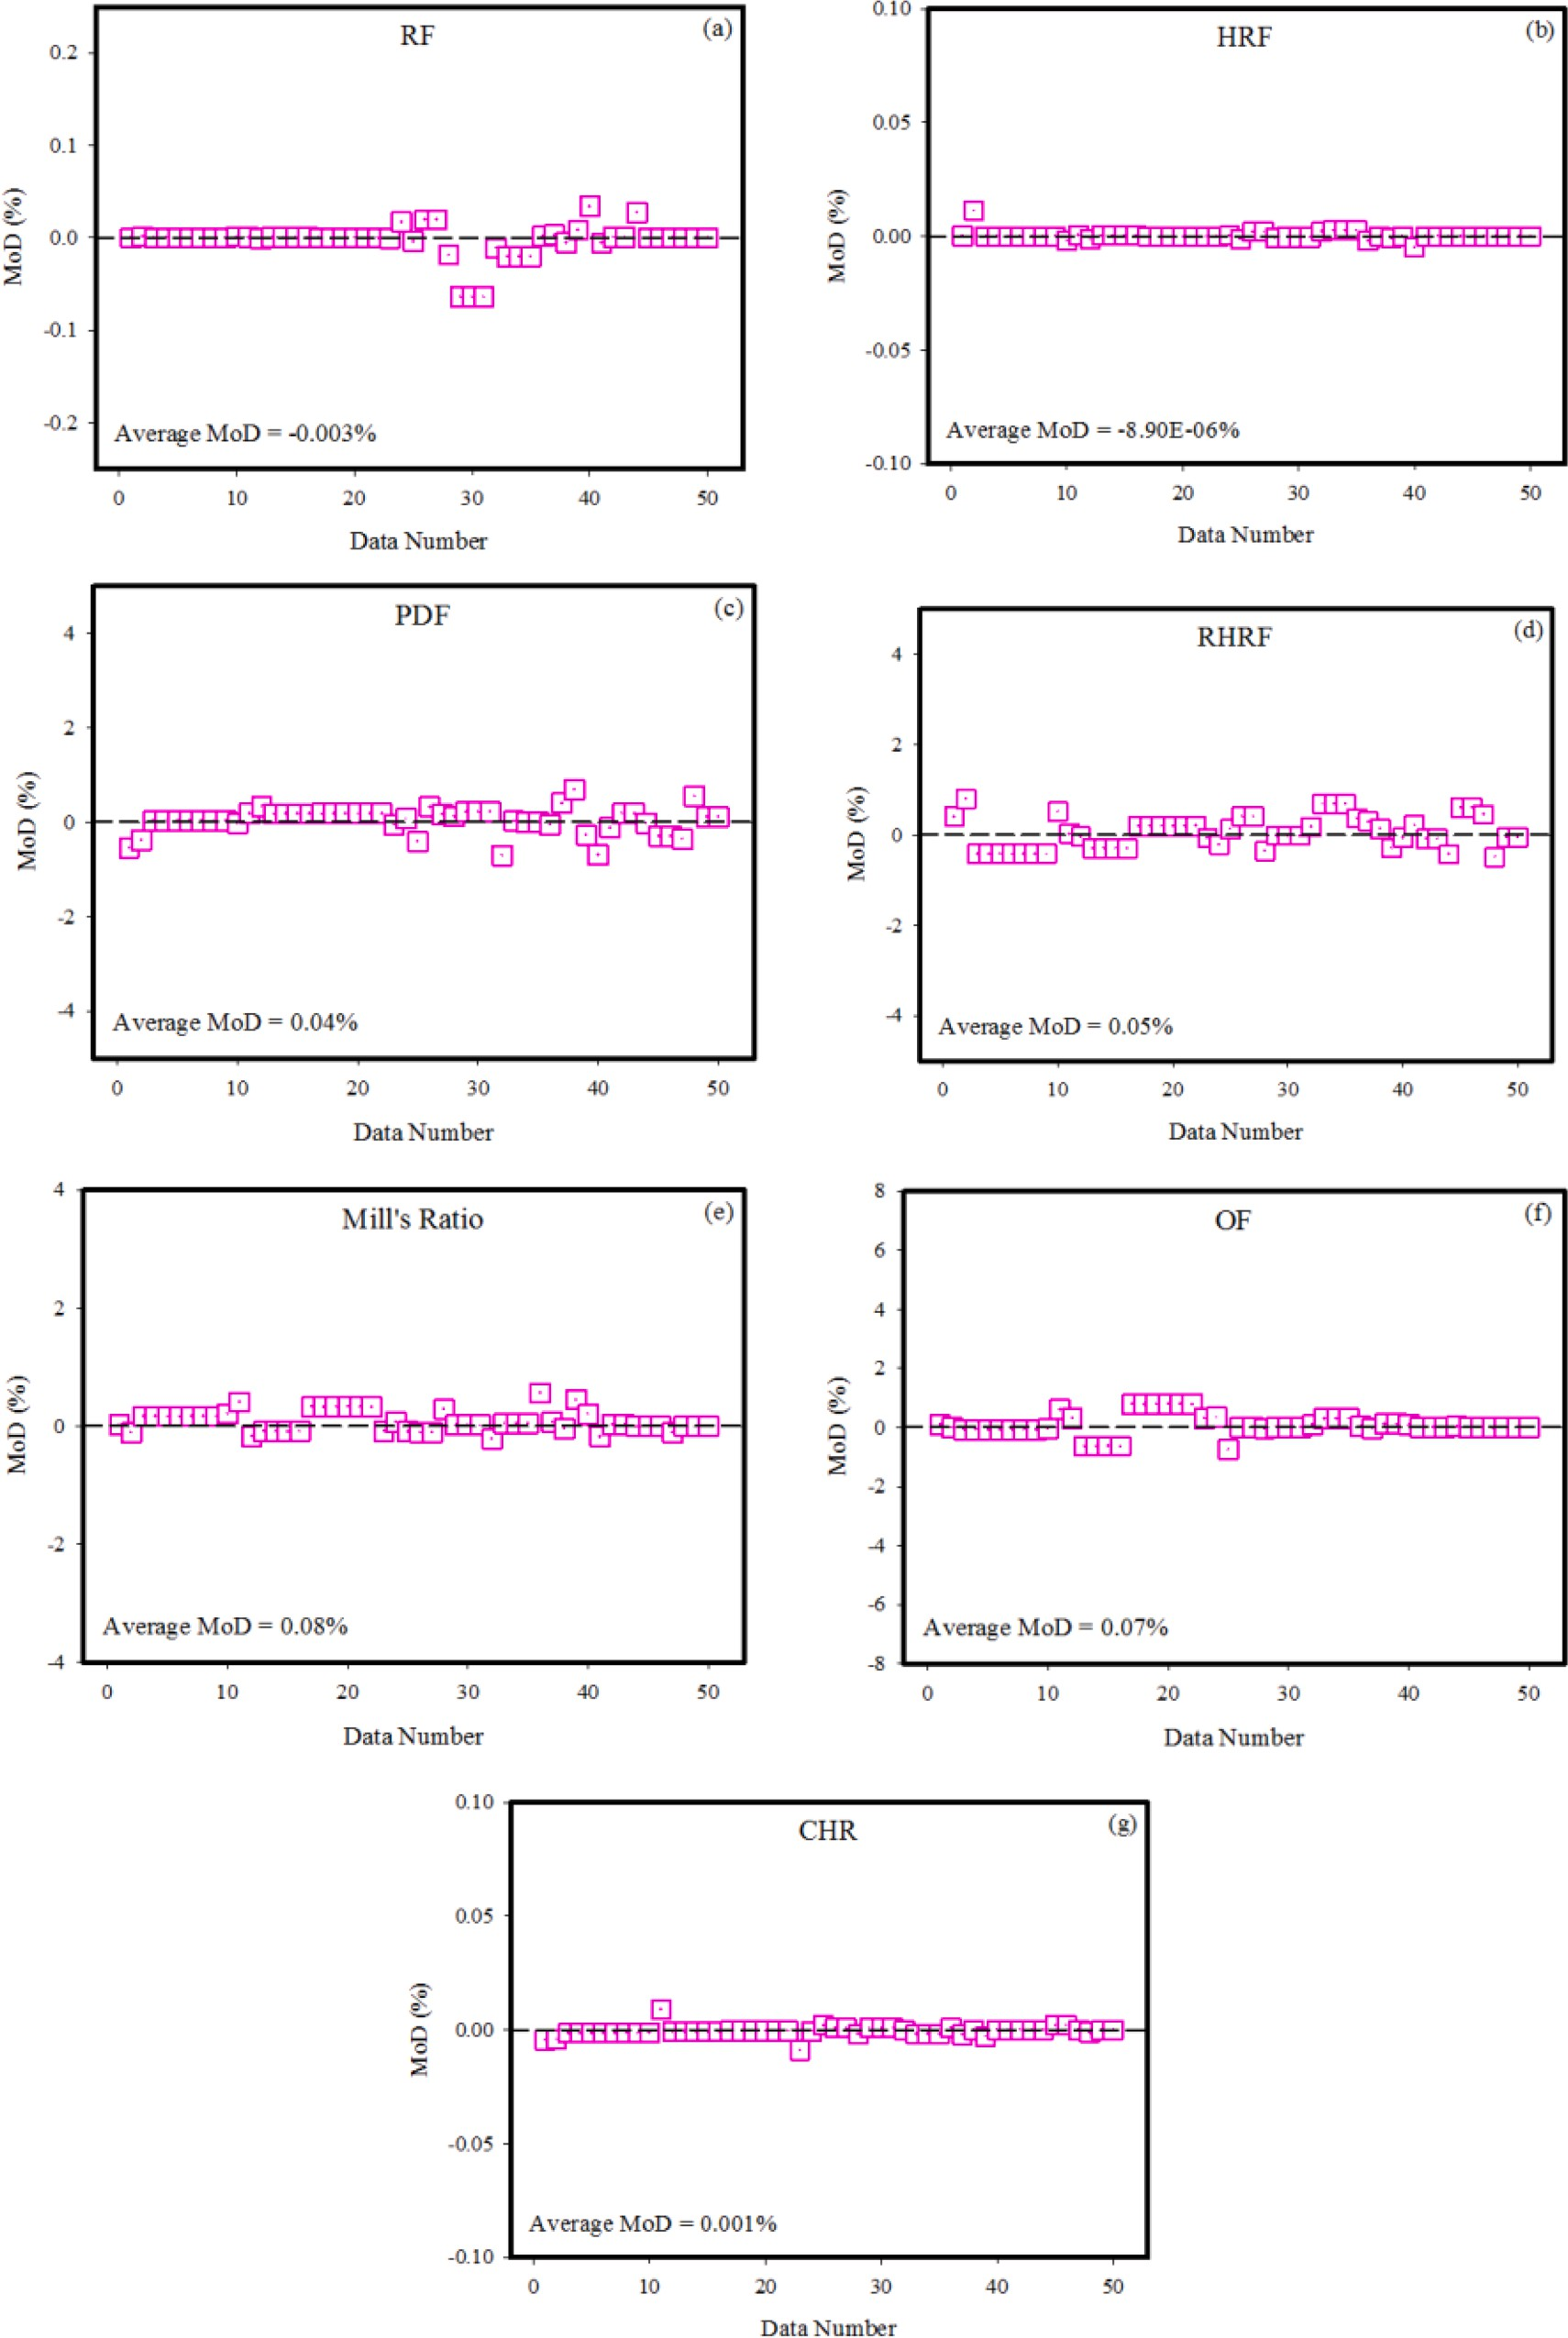 RF
(a)
0.2
0.1
0.0
-0.1
-0.2
MoD (%)
Average MoD = -0.003%
0 10 20 30 40 50
Data Number
HRF
(b)
0.10
0.05
0.00
-0.05
-0.10
MoD (%)
Average MoD = -8.90E-06%
0 10 20 30 40 50
Data Number
PDF
(c)
4
2
0
-2
-4
MoD (%)
Average MoD = 0.04%
0 10 20 30 40 50
Data Number
RHRF
(d)
4
2
0
-2
-4
MoD (%)
Average MoD = 0.05%
0 10 20 30 40 50
Data Number
Mill's Ratio
(e)
4
2
0
-2
-4
MoD (%)
Average MoD = 0.08%
0 10 20 30 40 50
Data Number
OF
(f)
8
6
4
2
0
-2
-4
-6
-8
MoD (%)
Average MoD = 0.07%
0 10 20 30 40 50
Data Number
CHR
(g)
0.10
0.05
0.00
-0.05
-0.10
MoD (%)
Average MoD = 0.001%
0 10 20 30 40 50
Data Number